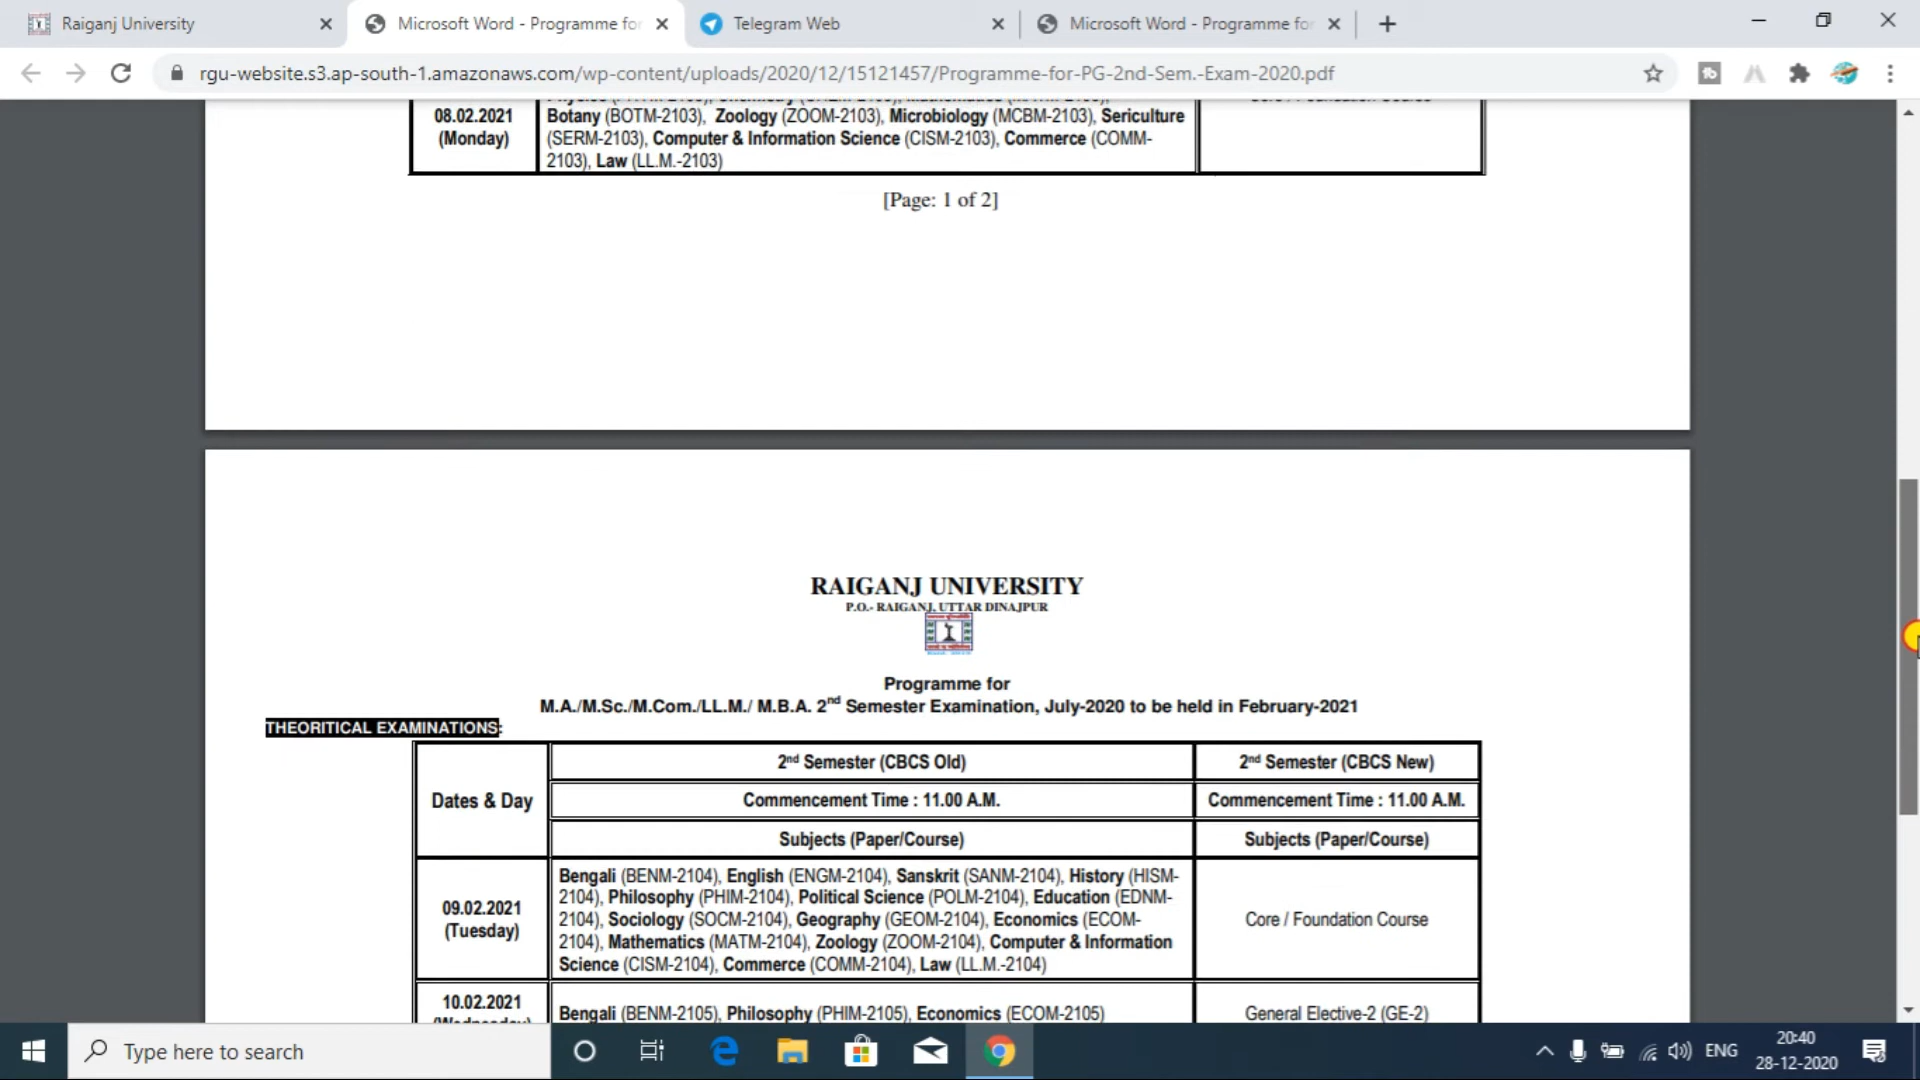 Raiganj University
Microsoft Word - Programme for
Telegram Web
Microsoft Word - Programme for
rgu-website.s3.ap-south-1.amazonaws.com/wp-content/uploads/2020/12/15121457/Programme-for-PG-2nd-Sem.-Exam-2020.pdf
08.02.2021
(Monday)
Botany (BOTM-2103), Zoology (ZOOM-2103), Microbiology (MCBM-2103), Sericulture
(SERM-2103), Computer & Information Science (CISM-2103), Commerce (COMM-
2103), Law (LL.M.-2103)
[Page: 1 of 2]
RAIGANJ UNIVERSITY
P.O.- RAIGANJ, UTTAR DINAJPUR
Programme for
M.A./M.Sc./M.Com./LL.M./ M.B.A. 2nd Semester Examination, July-2020 to be held in February-2021
THEORITICAL EXAMINATIONS:
Dates & Day
2nd Semester (CBCS Old)
2nd Semester (CBCS New)
Commencement Time : 11.00 A.M.
Commencement Time : 11.00 A.M.
Subjects (Paper/Course)
Subjects (Paper/Course)
09.02.2021
(Tuesday)
Bengali (BENM-2104), English (ENGM-2104), Sanskrit (SANM-2104), History (HISM-
2104), Philosophy (PHIM-2104), Political Science (POLM-2104), Education (EDNM-
2104), Sociology (SOCM-2104), Geography (GEOM-2104), Economics (ECOM-
2104), Mathematics (MATM-2104), Zoology (ZOOM-2104), Computer & Information
Science (CISM-2104), Commerce (COMM-2104), Law (LL.M.-2104)
Core / Foundation Course
10.02.2021
Bengali (BENM-2105), Philosophy (PHIM-2105), Economics (ECOM-2105)
General Elective-2 (GE-2)
Type here to search
ENG
20:40
28-12-2020